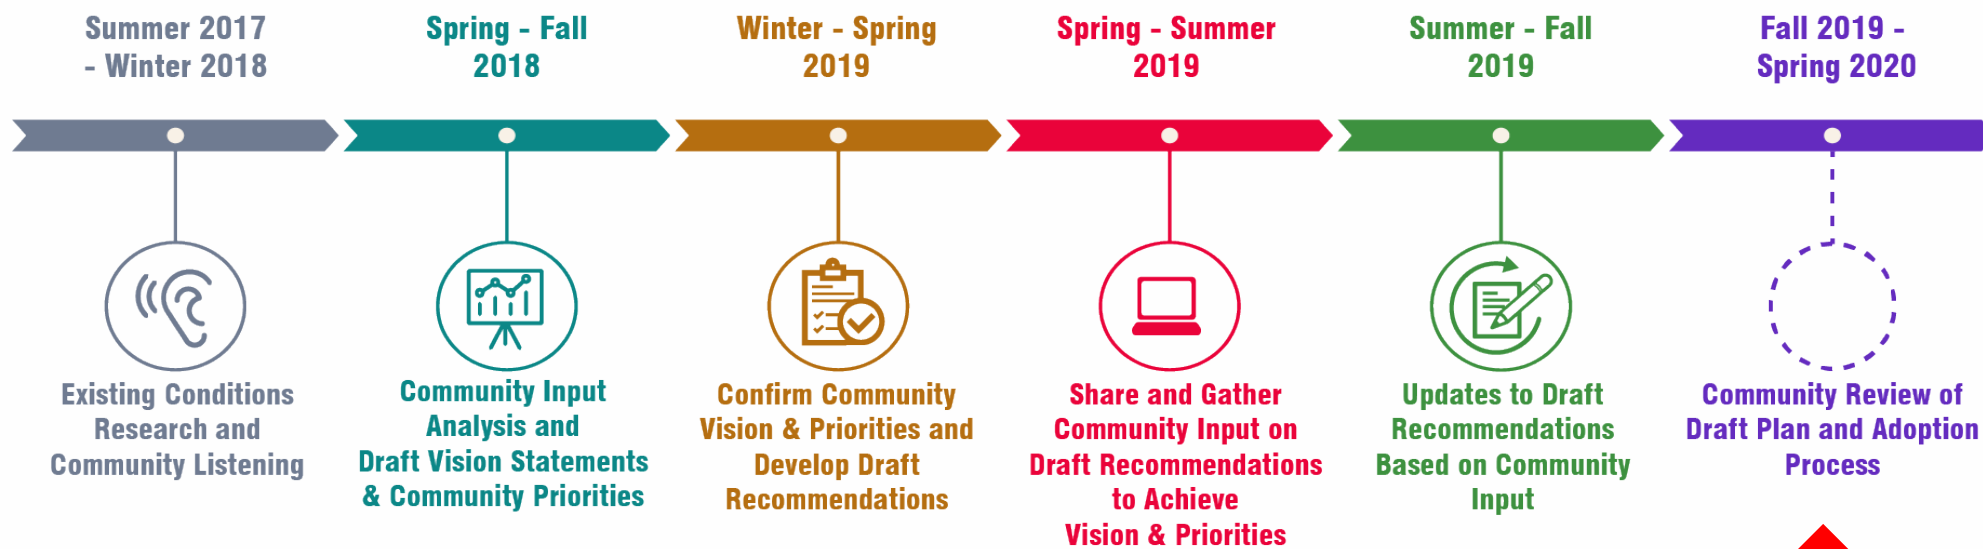 Summer 2017
- Winter 2018
Spring - Fall
2018
Winter - Spring
2019
Spring - Summer
2019
Summer - Fall
2019
Fall 2019 -
Spring 2020
Existing Conditions
Research and
Community Listening
Community Input
Analysis and
Draft Vision Statements
& Community Priorities
Confirm Community
Vision & Priorities and
Develop Draft
Recommendations
Share and Gather
Community Input on
Draft Recommendations
to Achieve
Vision & Priorities
Updates to Draft
Recommendations
Based on Community
Input
Community Review of
Draft Plan and Adoption
Process